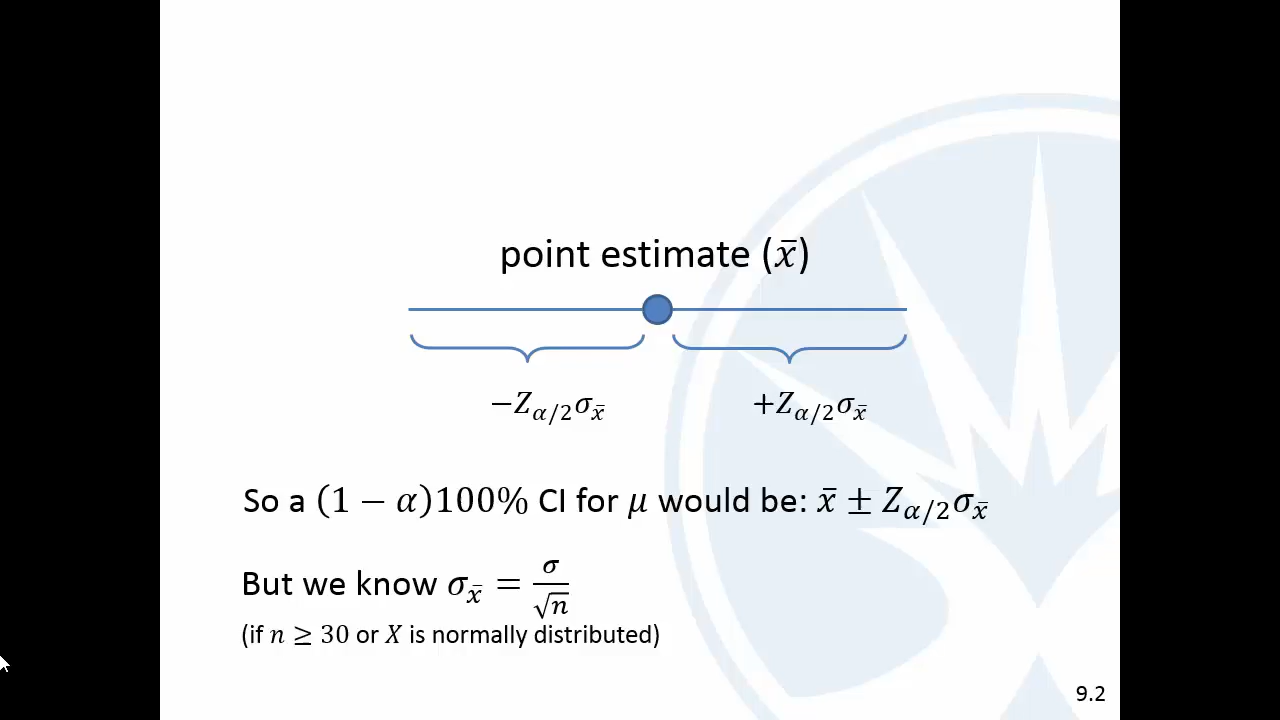 point estimate (x̄)
−Z_{α/2}σ_{x̄} +Z_{α/2}σ_{x̄}
So a (1 − α)100% CI for μ would be: x̄ ± Z_{α/2}σ_{x̄}
But we know σ_{x̄} = σ/√n
(if n ≥ 30 or X is normally distributed)
9.2